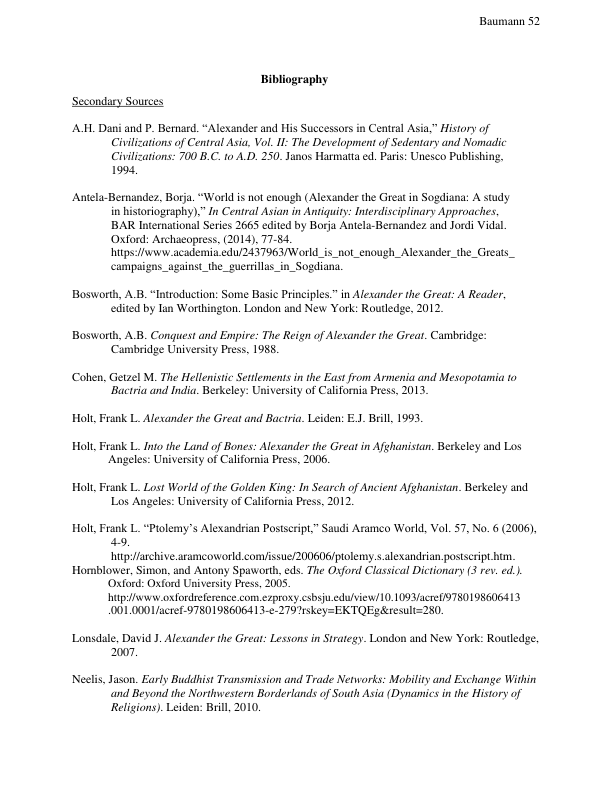 Baumann 52
Bibliography
Secondary Sources
A.H. Dani and P. Bernard. “Alexander and His Successors in Central Asia,” History of
Civilizations of Central Asia, Vol. II: The Development of Sedentary and Nomadic
Civilizations: 700 B.C. to A.D. 250. Janos Harmatta ed. Paris: Unesco Publishing,
1994.
Antela-Bernandez, Borja. “World is not enough (Alexander the Great in Sogdiana: A study
in historiography),” In Central Asian in Antiquity: Interdisciplinary Approaches,
BAR International Series 2665 edited by Borja Antela-Bernandez and Jordi Vidal.
Oxford: Archaeopress, (2014), 77-84.
https://www.academia.edu/2437963/World_is_not_enough_Alexander_the_Greats_
campaigns_against_the_guerrillas_in_Sogdiana.
Bosworth, A.B. “Introduction: Some Basic Principles.” in Alexander the Great: A Reader,
edited by Ian Worthington. London and New York: Routledge, 2012.
Bosworth, A.B. Conquest and Empire: The Reign of Alexander the Great. Cambridge:
Cambridge University Press, 1988.
Cohen, Getzel M. The Hellenistic Settlements in the East from Armenia and Mesopotamia to
Bactria and India. Berkeley: University of California Press, 2013.
Holt, Frank L. Alexander the Great and Bactria. Leiden: E.J. Brill, 1993.
Holt, Frank L. Into the Land of Bones: Alexander the Great in Afghanistan. Berkeley and Los
Angeles: University of California Press, 2006.
Holt, Frank L. Lost World of the Golden King: In Search of Ancient Afghanistan. Berkeley and
Los Angeles: University of California Press, 2012.
Holt, Frank L. “Ptolemy’s Alexandrian Postscript,” Saudi Aramco World, Vol. 57, No. 6 (2006),
4-9.
http://archive.aramcoworld.com/issue/200606/ptolemy.s.alexandrian.postscript.htm.
Hornblower, Simon, and Antony Spaworth, eds. The Oxford Classical Dictionary (3 rev. ed.).
Oxford: Oxford University Press, 2005.
http://www.oxfordreference.com.ezproxy.csbsju.edu/view/10.1093/acref/9780198606413
.001.0001/acref-9780198606413-e-279?rskey=EKTQEg&result=280.
Lonsdale, David J. Alexander the Great: Lessons in Strategy. London and New York: Routledge,
2007.
Neelis, Jason. Early Buddhist Transmission and Trade Networks: Mobility and Exchange Within
and Beyond the Northwestern Borderlands of South Asia (Dynamics in the History of
Religions). Leiden: Brill, 2010.